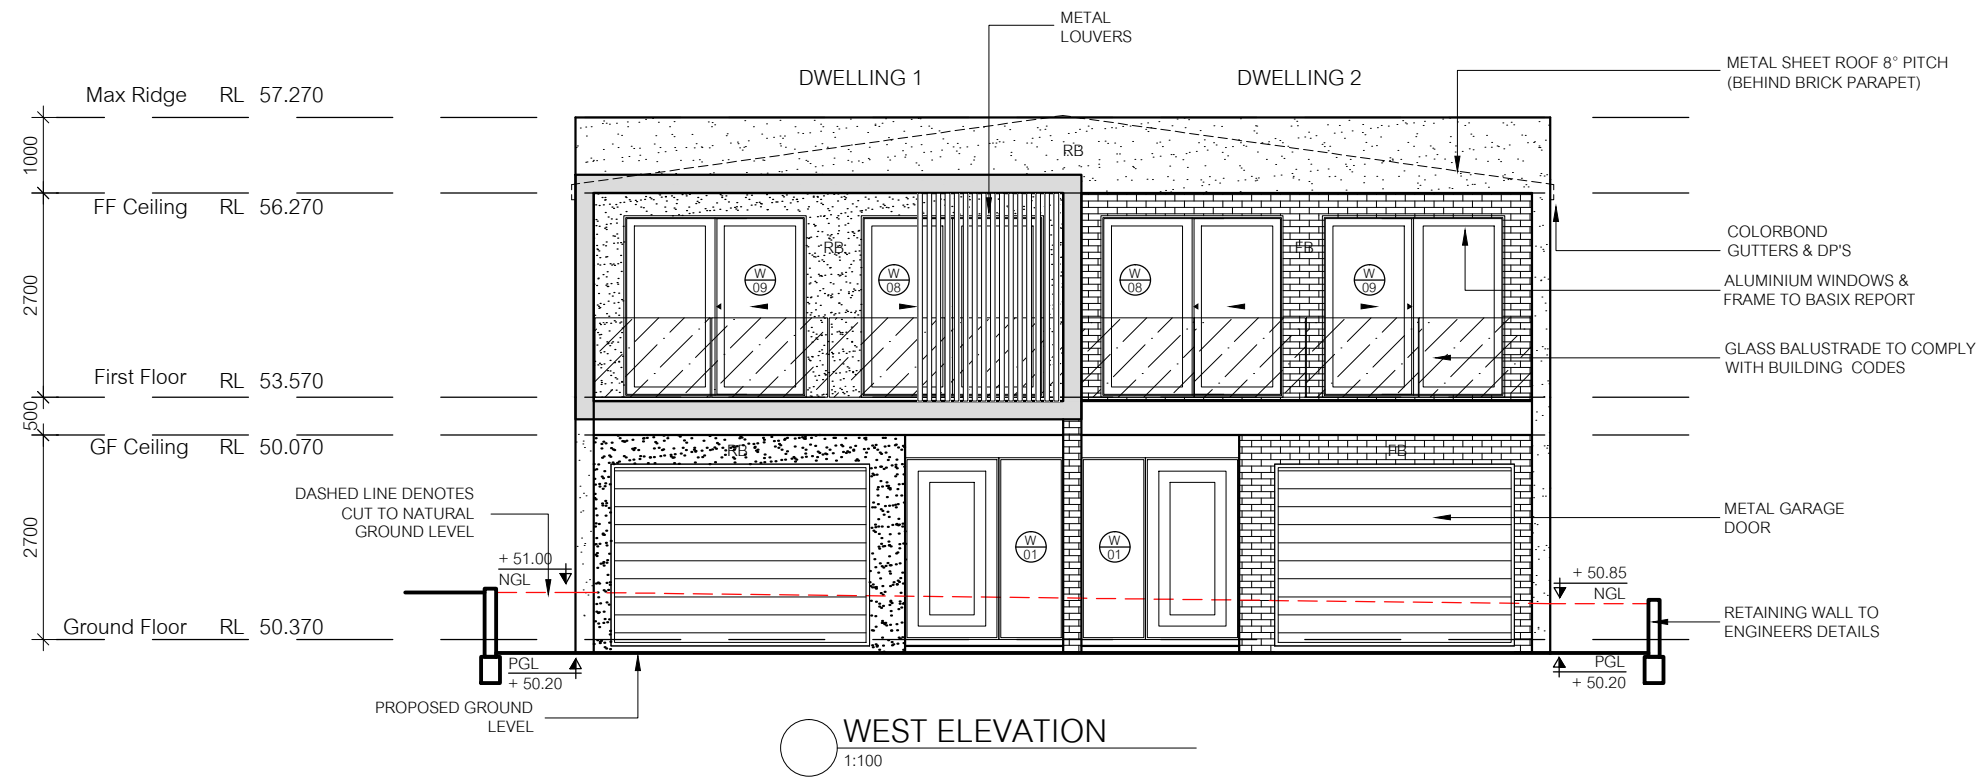 METAL
LOUVERS
DWELLING 1
DWELLING 2
METAL SHEET ROOF 8° PITCH
(BEHIND BRICK PARAPET)
Max Ridge RL 57.270
1000
RB
FF Ceiling RL 56.270
COLORBOND
GUTTERS & DP'S
RB
FB
W
09
W
08
W
08
W
09
ALUMINIUM WINDOWS &
FRAME TO BASIX REPORT
2700
GLASS BALUSTRADE TO COMPLY
WITH BUILDING CODES
First Floor RL 53.570
500
GF Ceiling RL 50.070
RB
FB
DASHED LINE DENOTES
CUT TO NATURAL
GROUND LEVEL
METAL GARAGE
DOOR
2700
W
01
W
01
+ 51.00
NGL
+ 50.85
NGL
Ground Floor RL 50.370
RETAINING WALL TO
ENGINEERS DETAILS
PGL
+ 50.20
PGL
+ 50.20
PROPOSED GROUND
LEVEL
WEST ELEVATION
1:100